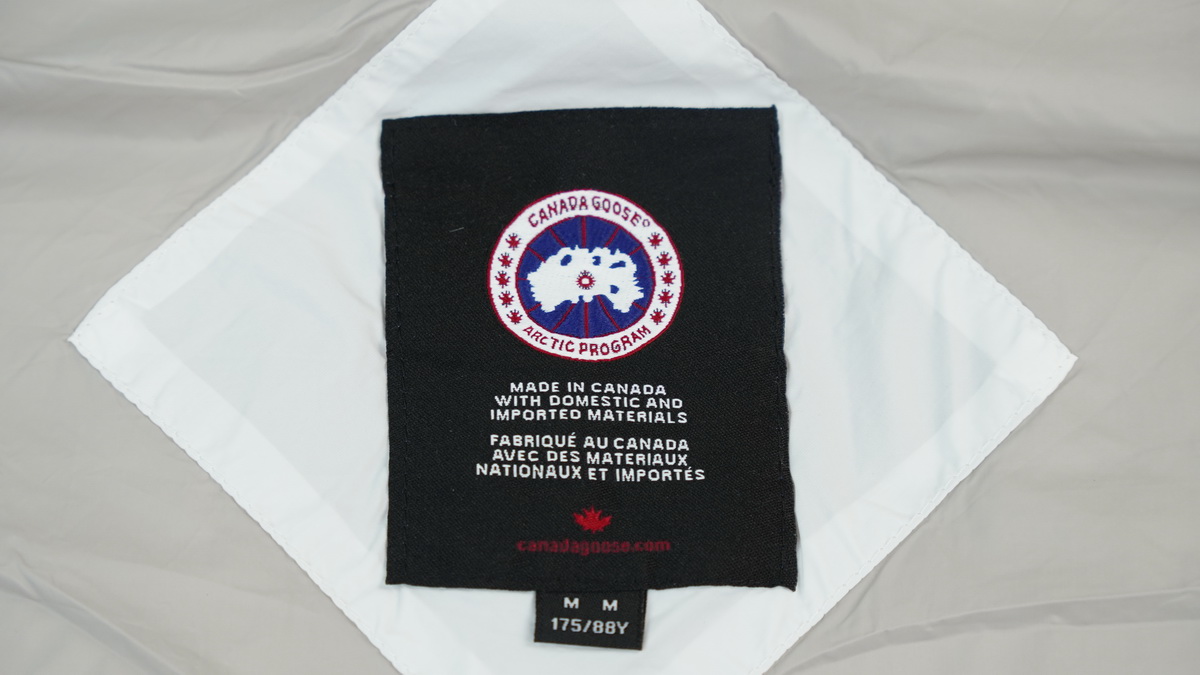 CANADA GOOSE
ARCTIC PROGRAM
MADE IN CANADA
WITH DOMESTIC AND
IMPORTED MATERIALS
FABRIQUÉ AU CANADA
AVEC DES MATERIAUX
NATIONAUX ET IMPORTÉS
canadagoose.com
M M
175/88Y